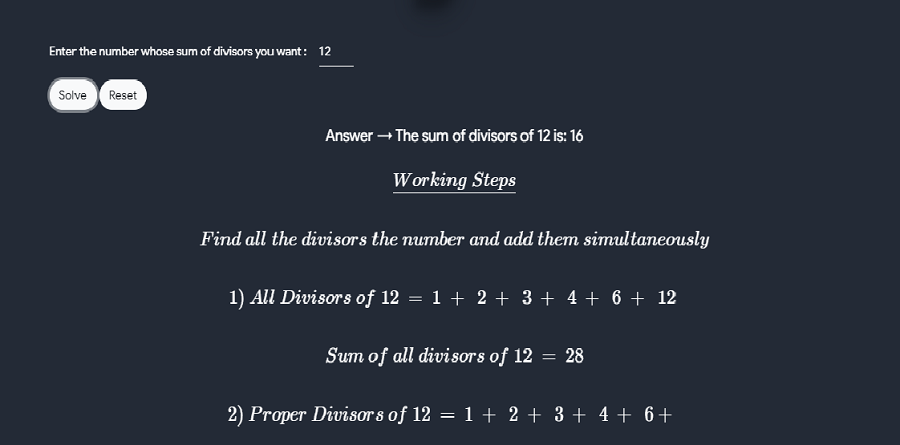 Enter the number whose sum of divisors you want : 12
Solve Reset
Answer → The sum of divisors of 12 is: 16
Working Steps
Find all the divisors the number and add them simultaneously
1) All Divisors of 12 = 1 + 2 + 3 + 4 + 6 + 12
Sum of all divisors of 12 = 28
2) Proper Divisors of 12 = 1 + 2 + 3 + 4 + 6 +